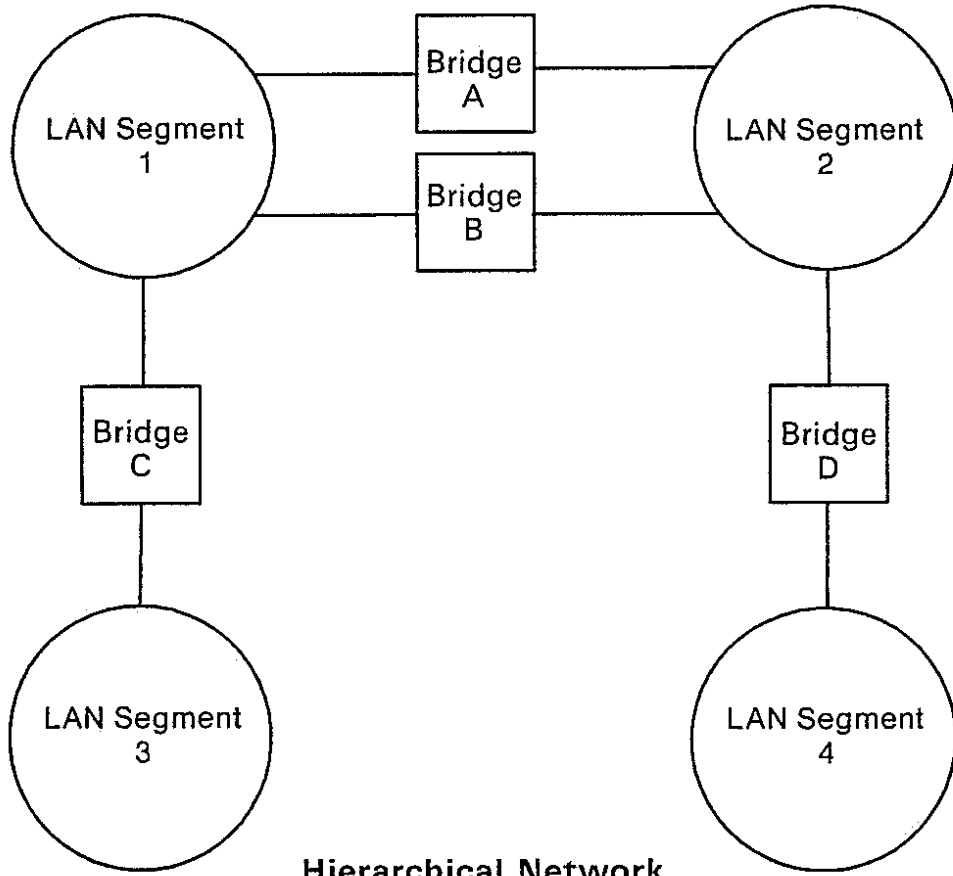 Bridge
A
LAN Segment
1
LAN Segment
2
Bridge
B
Bridge
C
Bridge
D
LAN Segment
3
LAN Segment
4
Hierarchical Network